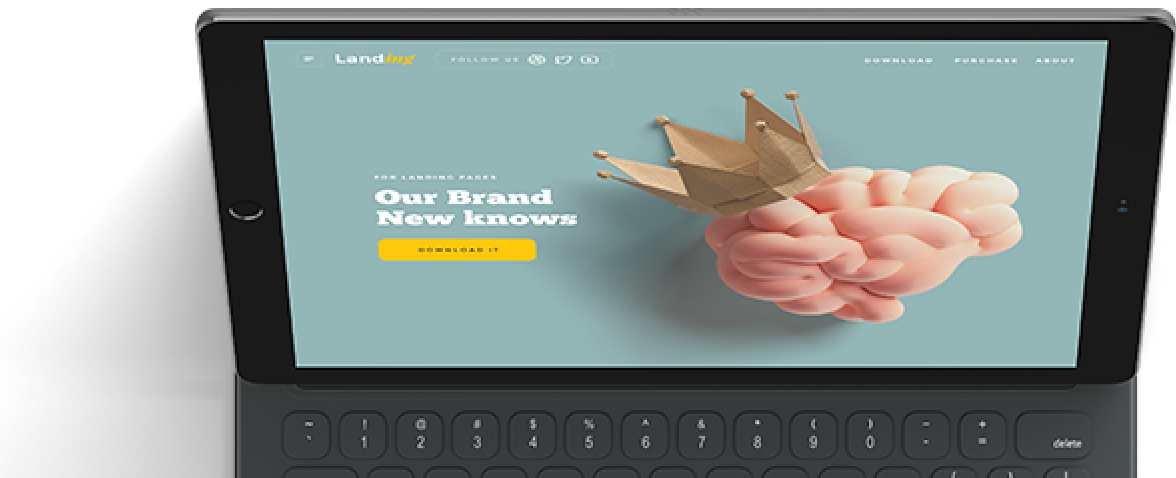 Landing
FOLLOW US
DOWNLOAD PURCHASE ABOUT
FOR LANDING PAGES
Our Brand
New knows
DOWNLOAD IT
~ ! @ # $ % ^ & * ( ) _ +
` 1 2 3 4 5 6 7 8 9 0 - = delete
{ } |